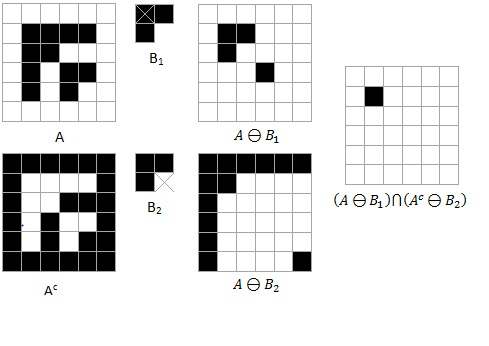 A
B₁
A ⊖ B₁
(A ⊖ B₁)⋂(Aᶜ ⊖ B₂)
Aᶜ
B₂
A ⊖ B₂